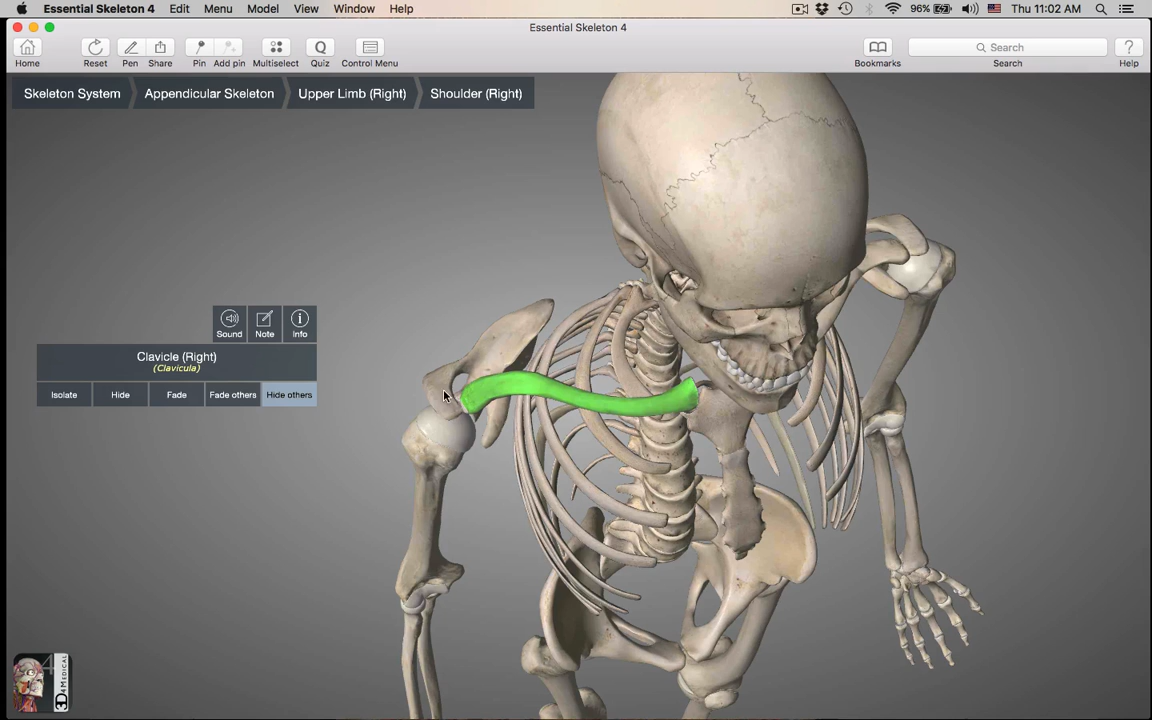 Essential Skeleton 4 Edit Menu Model View Window Help 96% Thu 11:02 AM
Essential Skeleton 4
Home Reset Pen Share Pin Add pin Multiselect Q Quiz Control Menu Bookmarks Search Search ? Help
Skeleton System Appendicular Skeleton Upper Limb (Right) Shoulder (Right)
Sound Note Info
Clavicle (Right)
(Clavicula)
Isolate Hide Fade Fade others Hide others
4
3D4MEDICAL